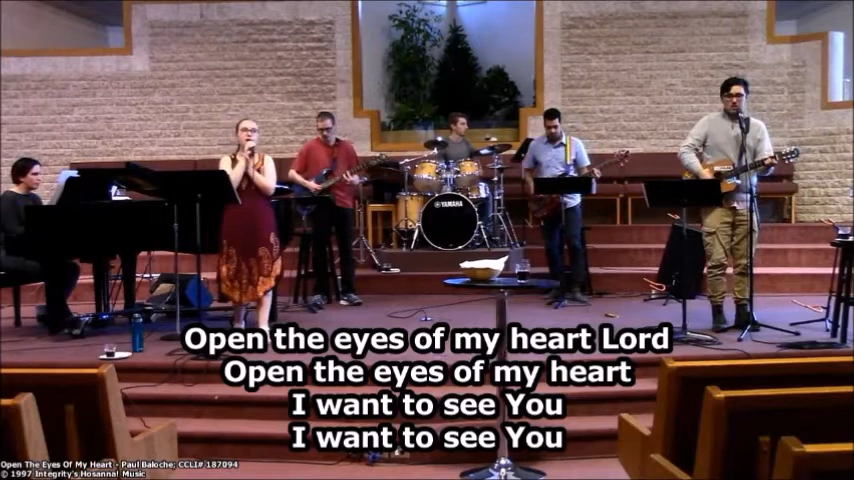 YAMAHA
Open the eyes of my heart Lord
Open the eyes of my heart
I want to see You
I want to see You
Open The Eyes Of My Heart - Paul Baloche; CCLI# 187094
© 1997 Integrity's Hosanna! Music